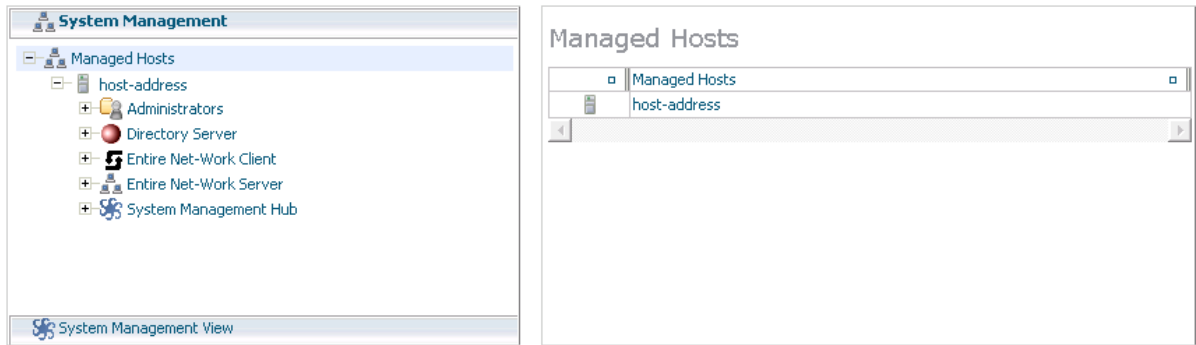 System Management
Managed Hosts
host-address
Administrators
Directory Server
Entire Net-Work Client
Entire Net-Work Server
System Management Hub
System Management View
Managed Hosts
Managed Hosts
host-address